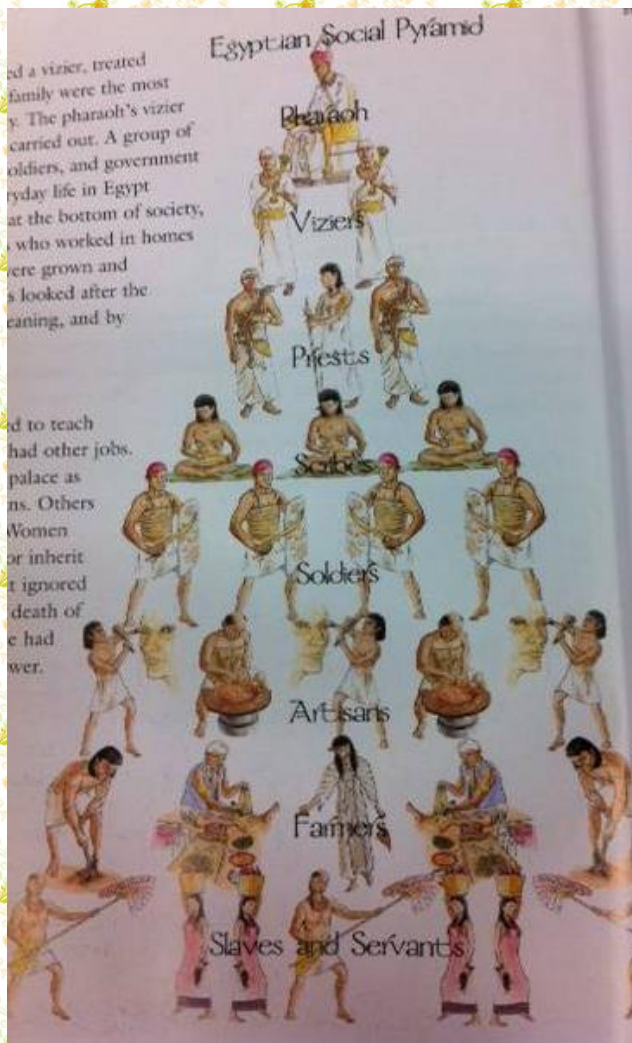 Egyptian Social Pyramid
ed a vizier, treated
family were the most
y. The pharaoh's vizier
carried out. A group of
oldiers, and government
ryday life in Egypt
at the bottom of society,
who worked in homes
ere grown and
s looked after the
eaning, and by
d to teach
had other jobs.
palace as
ns. Others
Women
or inherit
t ignored
death of
e had
wer.
Pharaoh
Viziers
Priests
Scribes
Soldiers
Artisans
Farmers
Slaves and Servants